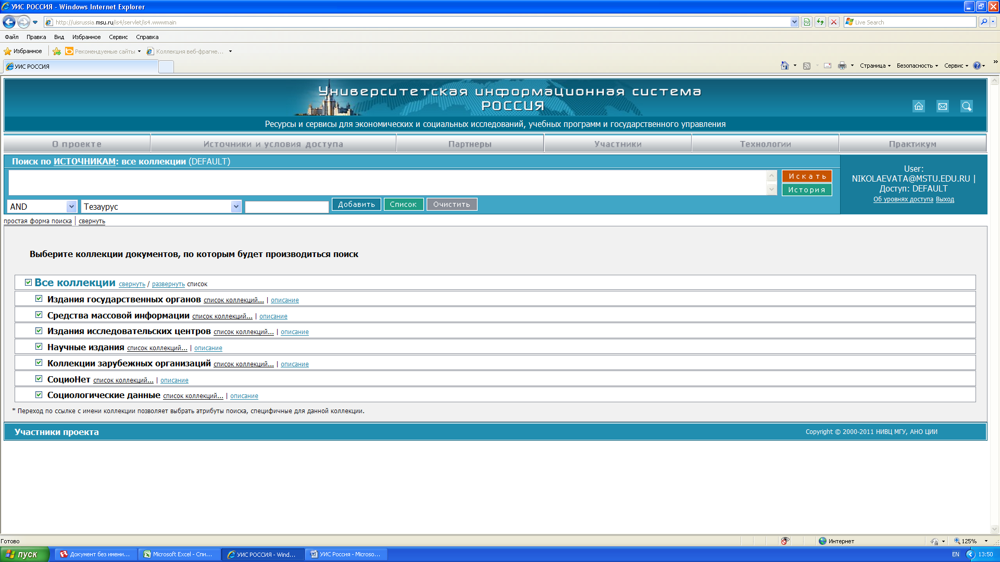 УИС РОССИЯ - Windows Internet Explorer
http://uisrussia.msu.ru/is4/servlet/is4.wwwmain
Live Search
Файл Правка Вид Избранное Сервис Справка
Избранное Рекомендуемые сайты Коллекция веб-фрагме...
УИС РОССИЯ
Страница Безопасность Сервис
Университетская информационная система
РОССИЯ
Ресурсы и сервисы для экономических и социальных исследований, учебных программ и государственного управления
О проекте Источники и условия доступа Партнеры Участники Технологии Практикум
Поиск по ИСТОЧНИКАМ: все коллекции (DEFAULT)
Искать
История
User:
NIKOLAEVATA@MSTU.EDU.RU |
Доступ: DEFAULT
Об уровнях доступа Выход
AND Тезаурус Добавить Список Очистить
простая форма поиска | свернуть
Выберите коллекции документов, по которым будет производиться поиск
Все коллекции свернуть / развернуть список
Издания государственных органов список коллекций... | описание
Средства массовой информации список коллекций... | описание
Издания исследовательских центров список коллекций... | описание
Научные издания список коллекций... | описание
Коллекции зарубежных организаций список коллекций... | описание
СоциоНет список коллекций... | описание
Социологические данные список коллекций... | описание
* Переход по ссылке с имени коллекции позволяет выбрать атрибуты поиска, специфичные для данной коллекции.
Участники проекта
Copyright © 2000-2011 НИВЦ МГУ, АНО ЦИИ
Готово
Интернет
125%
пуск
Документ без имени...
Microsoft Excel - Спи...
УИС РОССИЯ - Wind...
УИС Россия - Microso...
EN
13:50